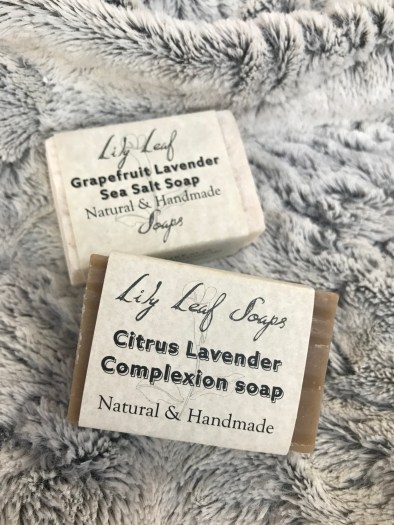 Lily Leaf
Grapefruit Lavender
Sea Salt Soap
Natural & Handmade
Soaps
Lily Leaf Soaps
Citrus Lavender
Complexion soap
Natural & Handmade